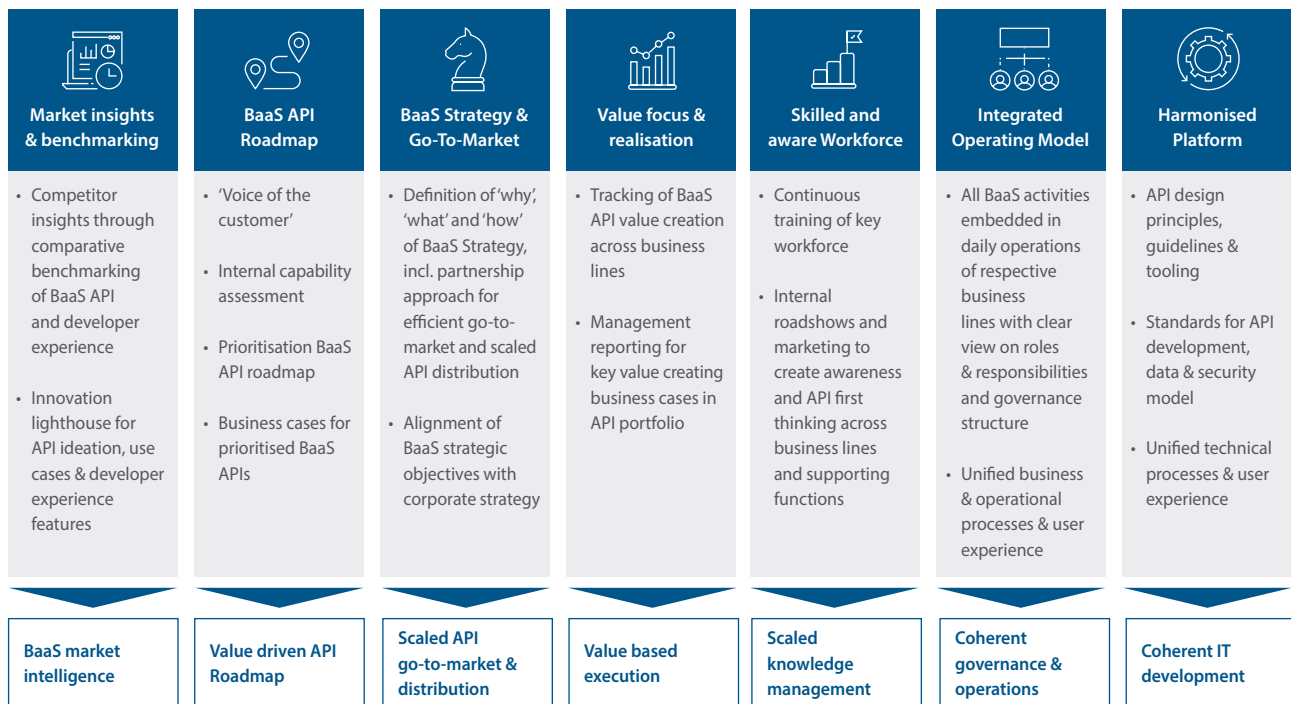 Market insights
& benchmarking
• Competitor
insights through
comparative
benchmarking
of BaaS API
and developer
experience
• Innovation
lighthouse for
API ideation, use
cases & developer
experience
features
BaaS market
intelligence
BaaS API
Roadmap
• ‘Voice of the
customer’
• Internal capability
assessment
• Prioritisation BaaS
API roadmap
• Business cases for
prioritised BaaS
APIs
Value driven API
Roadmap
BaaS Strategy &
Go-To-Market
• Definition of ‘why’,
‘what’ and ‘how’
of BaaS Strategy,
incl. partnership
approach for
efficient go-to-
market and scaled
API distribution
• Alignment of
BaaS strategic
objectives with
corporate strategy
Scaled API
go-to-market &
distribution
Value focus &
realisation
• Tracking of BaaS
API value creation
across business
lines
• Management
reporting for
key value creating
business cases in
API portfolio
Value based
execution
Skilled and
aware Workforce
• Continuous
training of key
workforce
• Internal
roadshows and
marketing to
create awareness
and API first
thinking across
business lines
and supporting
functions
Scaled
knowledge
management
Integrated
Operating Model
• All BaaS activities
embedded in
daily operations
of respective
business
lines with clear
view on roles
& responsibilities
and governance
structure
• Unified business
& operational
processes & user
experience
Coherent
governance &
operations
Harmonised
Platform
• API design
principles,
guidelines &
tooling
• Standards for API
development,
data & security
model
• Unified technical
processes & user
experience
Coherent IT
development